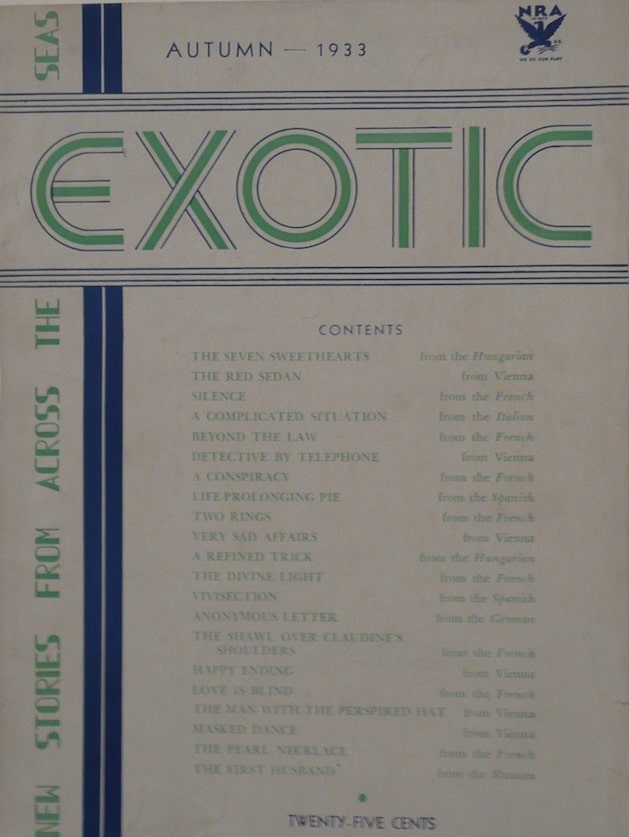 AUTUMN — 1933
NRA
WE DO OUR PART
EXOTIC
NEW STORIES FROM ACROSS THE SEAS
CONTENTS
THE SEVEN SWEETHEARTS from the Hungarian
THE RED SEDAN from Vienna
SILENCE from the French
A COMPLICATED SITUATION from the Italian
BEYOND THE LAW from the French
DETECTIVE BY TELEPHONE from Vienna
A CONSPIRACY from the French
LIFE-PROLONGING PIE from the Spanish
TWO RINGS from the French
VERY SAD AFFAIRS from Vienna
A REFINED TRICK from the Hungarian
THE DIVINE LIGHT from the French
VIVISECTION from the Spanish
ANONYMOUS LETTER from the German
THE SHAWL OVER CLAUDINE'S
SHOULDERS from the French
HAPPY ENDING from Vienna
LOVE IS BLIND from the French
THE MAN WITH THE PERSPIRED HAT from Vienna
MASKED DANCE from Vienna
THE PEARL NECKLACE from the French
THE FIRST HUSBAND from the Russian
TWENTY-FIVE CENTS